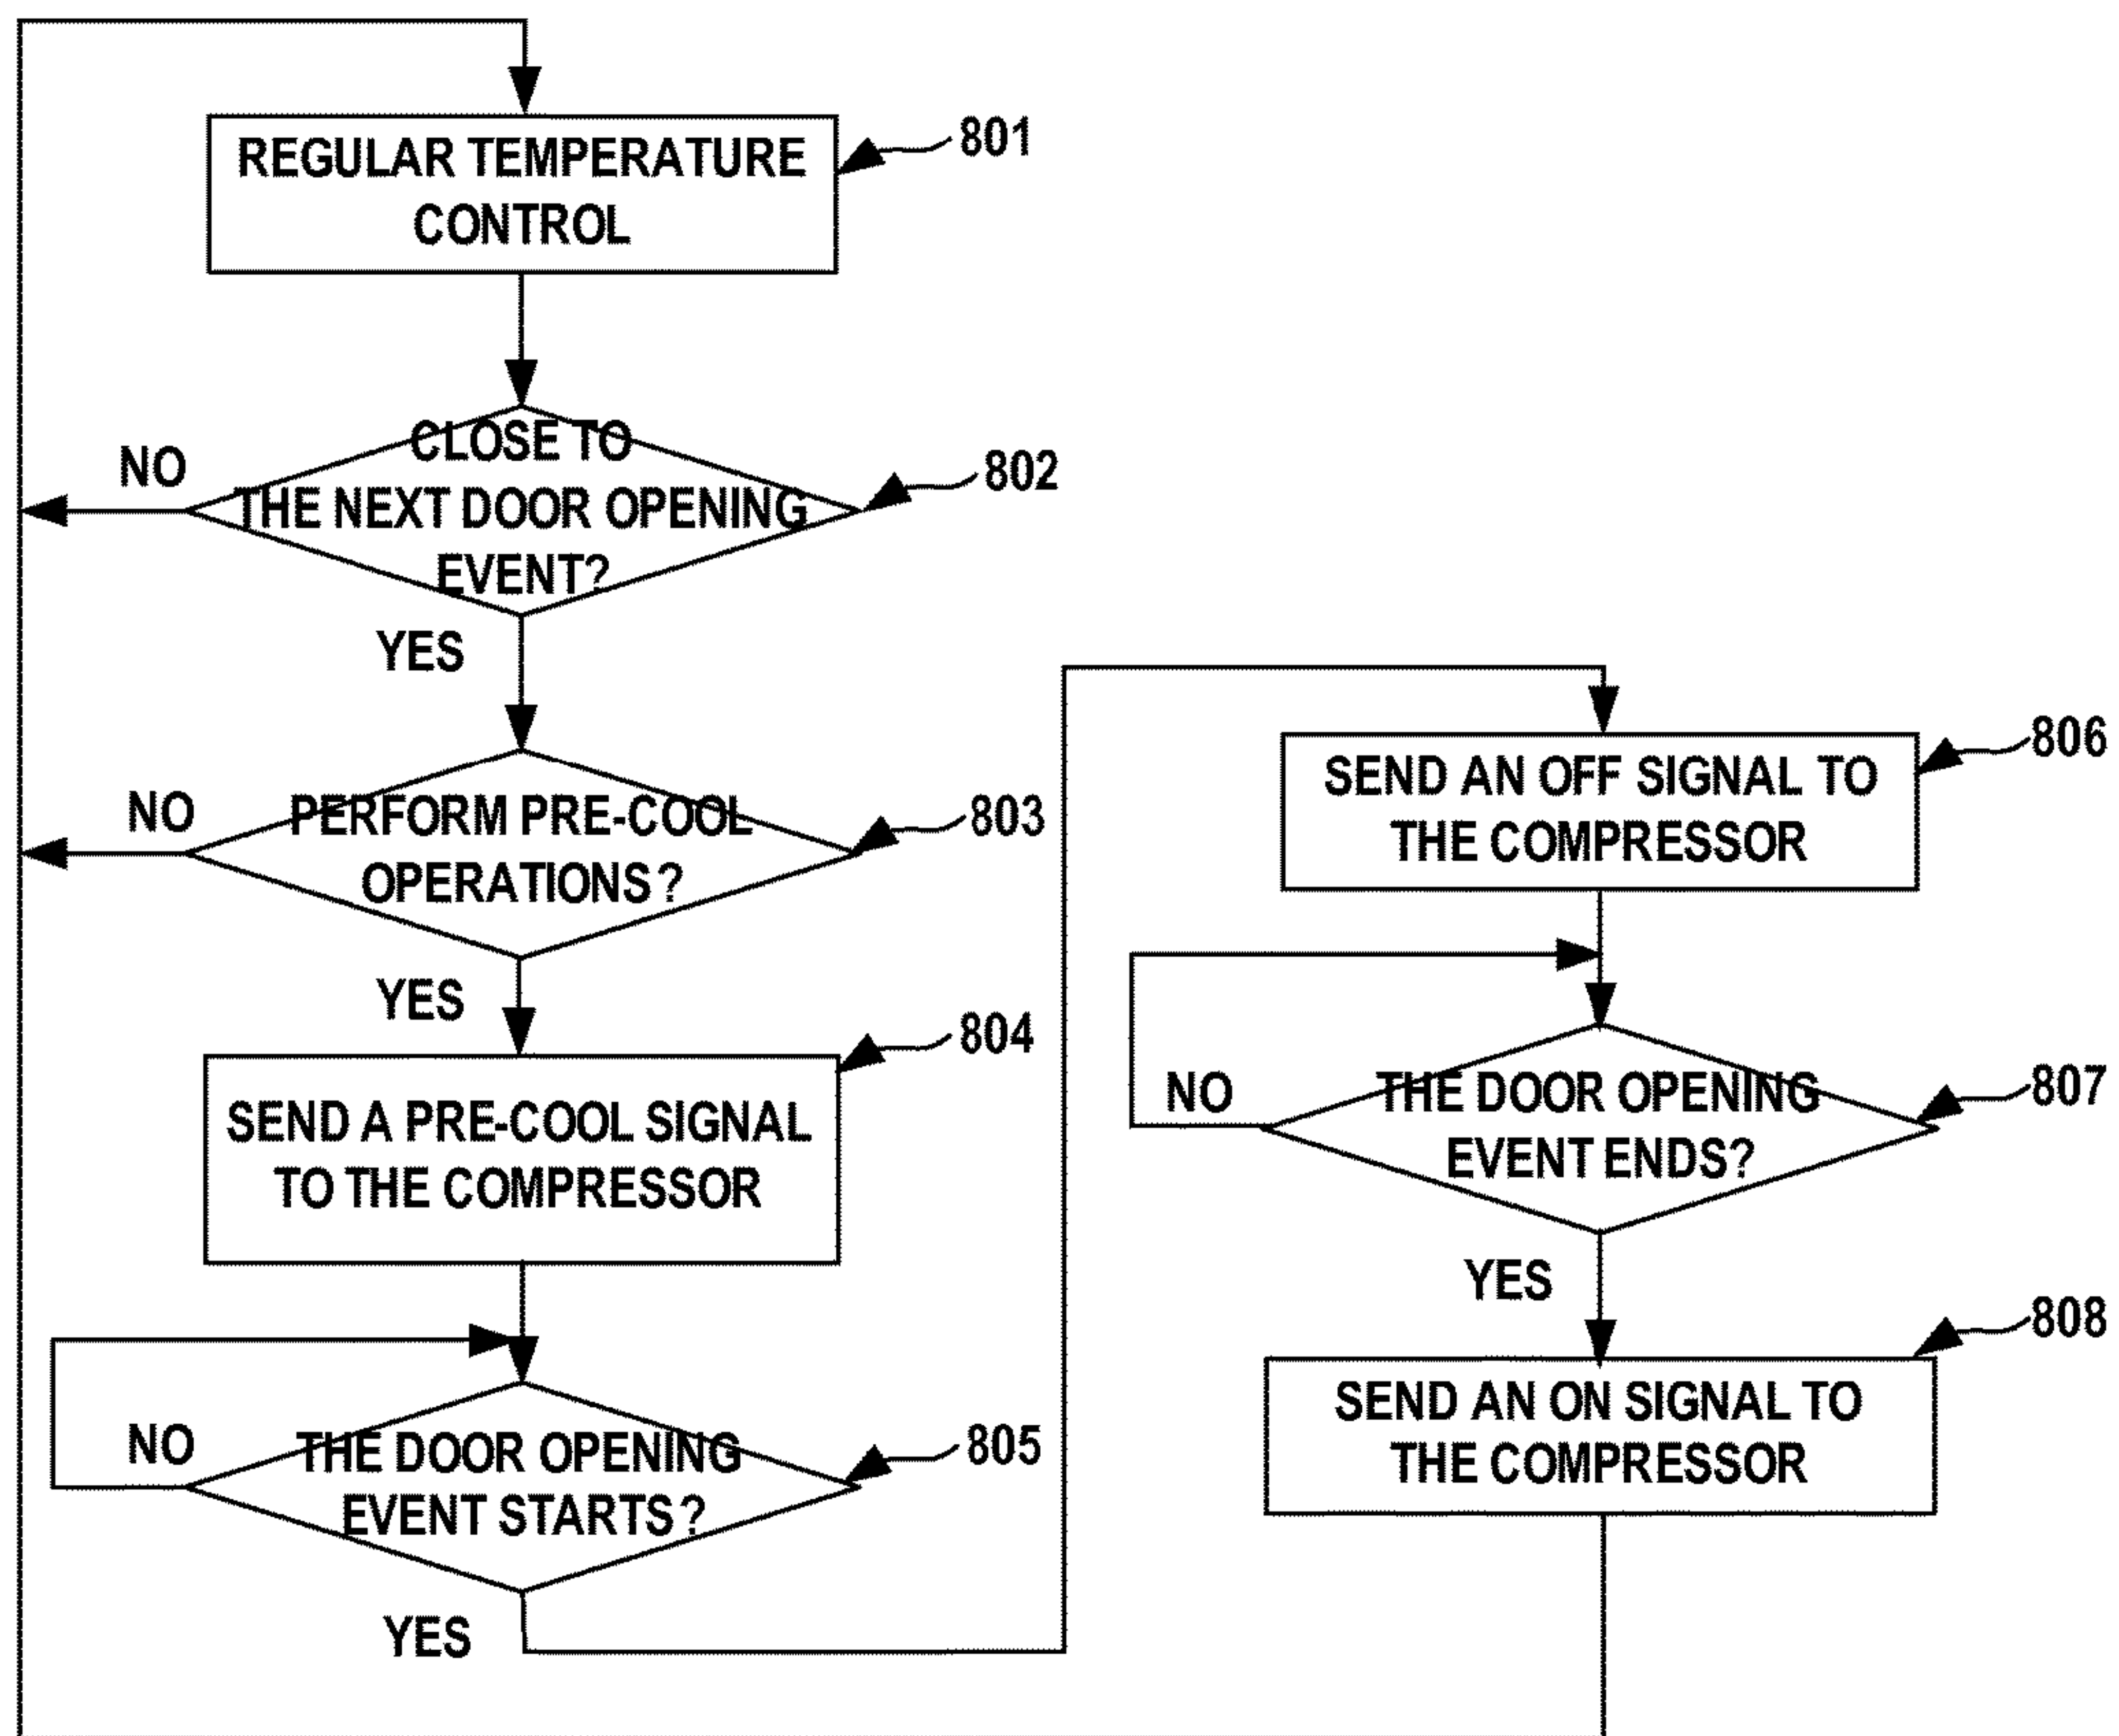 REGULAR TEMPERATURE
CONTROL
801
CLOSE TO
THE NEXT DOOR OPENING
EVENT?
802
NO
YES
PERFORM PRE-COOL
OPERATIONS?
803
NO
YES
SEND A PRE-COOL SIGNAL
TO THE COMPRESSOR
804
THE DOOR OPENING
EVENT STARTS?
805
NO
YES
SEND AN OFF SIGNAL TO
THE COMPRESSOR
806
THE DOOR OPENING
EVENT ENDS?
807
NO
YES
SEND AN ON SIGNAL TO
THE COMPRESSOR
808